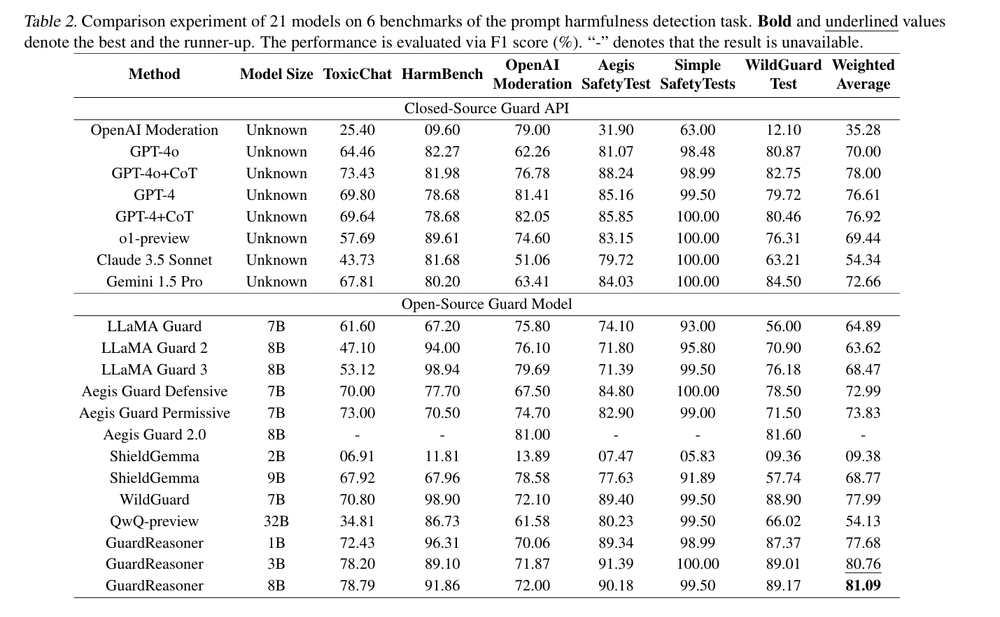 Table 2. Comparison experiment of 21 models on 6 benchmarks of the prompt harmfulness detection task. Bold and underlined values
denote the best and the runner-up. The performance is evaluated via F1 score (%). “-” denotes that the result is unavailable.
Method Model Size ToxicChat HarmBench OpenAI Moderation Aegis SafetyTest Simple SafetyTests WildGuard Test Weighted Average
Closed-Source Guard API
OpenAI Moderation Unknown 25.40 09.60 79.00 31.90 63.00 12.10 35.28
GPT-4o Unknown 64.46 82.27 62.26 81.07 98.48 80.87 70.00
GPT-4o+CoT Unknown 73.43 81.98 76.78 88.24 98.99 82.75 78.00
GPT-4 Unknown 69.80 78.68 81.41 85.16 99.50 79.72 76.61
GPT-4+CoT Unknown 69.64 78.68 82.05 85.85 100.00 80.46 76.92
o1-preview Unknown 57.69 89.61 74.60 83.15 100.00 76.31 69.44
Claude 3.5 Sonnet Unknown 43.73 81.68 51.06 79.72 100.00 63.21 54.34
Gemini 1.5 Pro Unknown 67.81 80.20 63.41 84.03 100.00 84.50 72.66
Open-Source Guard Model
LLaMA Guard 7B 61.60 67.20 75.80 74.10 93.00 56.00 64.89
LLaMA Guard 2 8B 47.10 94.00 76.10 71.80 95.80 70.90 63.62
LLaMA Guard 3 8B 53.12 98.94 79.69 71.39 99.50 76.18 68.47
Aegis Guard Defensive 7B 70.00 77.70 67.50 84.80 100.00 78.50 72.99
Aegis Guard Permissive 7B 73.00 70.50 74.70 82.90 99.00 71.50 73.83
Aegis Guard 2.0 8B - - 81.00 - - 81.60 -
ShieldGemma 2B 06.91 11.81 13.89 07.47 05.83 09.36 09.38
ShieldGemma 9B 67.92 67.96 78.58 77.63 91.89 57.74 68.77
WildGuard 7B 70.80 98.90 72.10 89.40 99.50 88.90 77.99
QwQ-preview 32B 34.81 86.73 61.58 80.23 99.50 66.02 54.13
GuardReasoner 1B 72.43 96.31 70.06 89.34 98.99 87.37 77.68
GuardReasoner 3B 78.20 89.10 71.87 91.39 100.00 89.01 80.76
GuardReasoner 8B 78.79 91.86 72.00 90.18 99.50 89.17 81.09